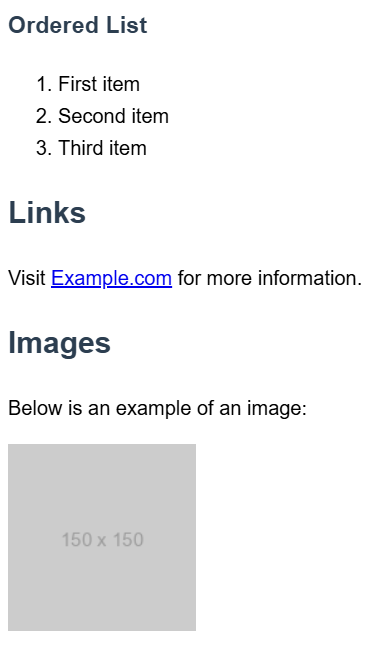 Ordered List
1. First item
2. Second item
3. Third item
Links
Visit Example.com for more information.
Images
Below is an example of an image:
150 x 150